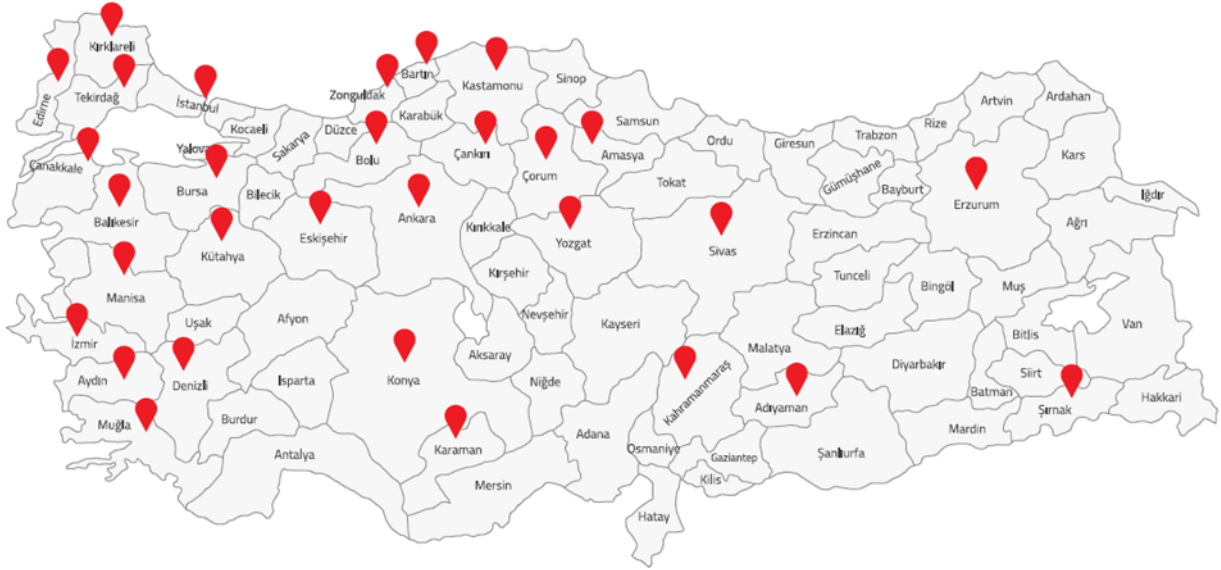 Kırklareli
Edirne
Tekirdağ
İstanbul
Kocaeli
Yalova
Sakarya
Düzce
Zonguldak
Bartın
Karabük
Kastamonu
Sinop
Samsun
Ordu
Giresun
Trabzon
Rize
Artvin
Ardahan
Kars
Iğdır
Ağrı
Erzurum
Bayburt
Gümüşhane
Çanakkale
Balıkesir
Bursa
Bilecik
Bolu
Çankırı
Çorum
Amasya
Tokat
Eskişehir
Ankara
Kırıkkale
Yozgat
Sivas
Erzincan
Kütahya
Kırşehir
Tunceli
Bingöl
Muş
Manisa
Uşak
Afyon
Nevşehir
Kayseri
Elazığ
Malatya
Bitlis
Van
İzmir
Aydın
Denizli
Isparta
Konya
Aksaray
Niğde
Kahramanmaraş
Adıyaman
Diyarbakır
Batman
Siirt
Şırnak
Hakkari
Muğla
Burdur
Antalya
Karaman
Mersin
Adana
Osmaniye
Gaziantep
Kilis
Hatay
Şanlıurfa
Mardin